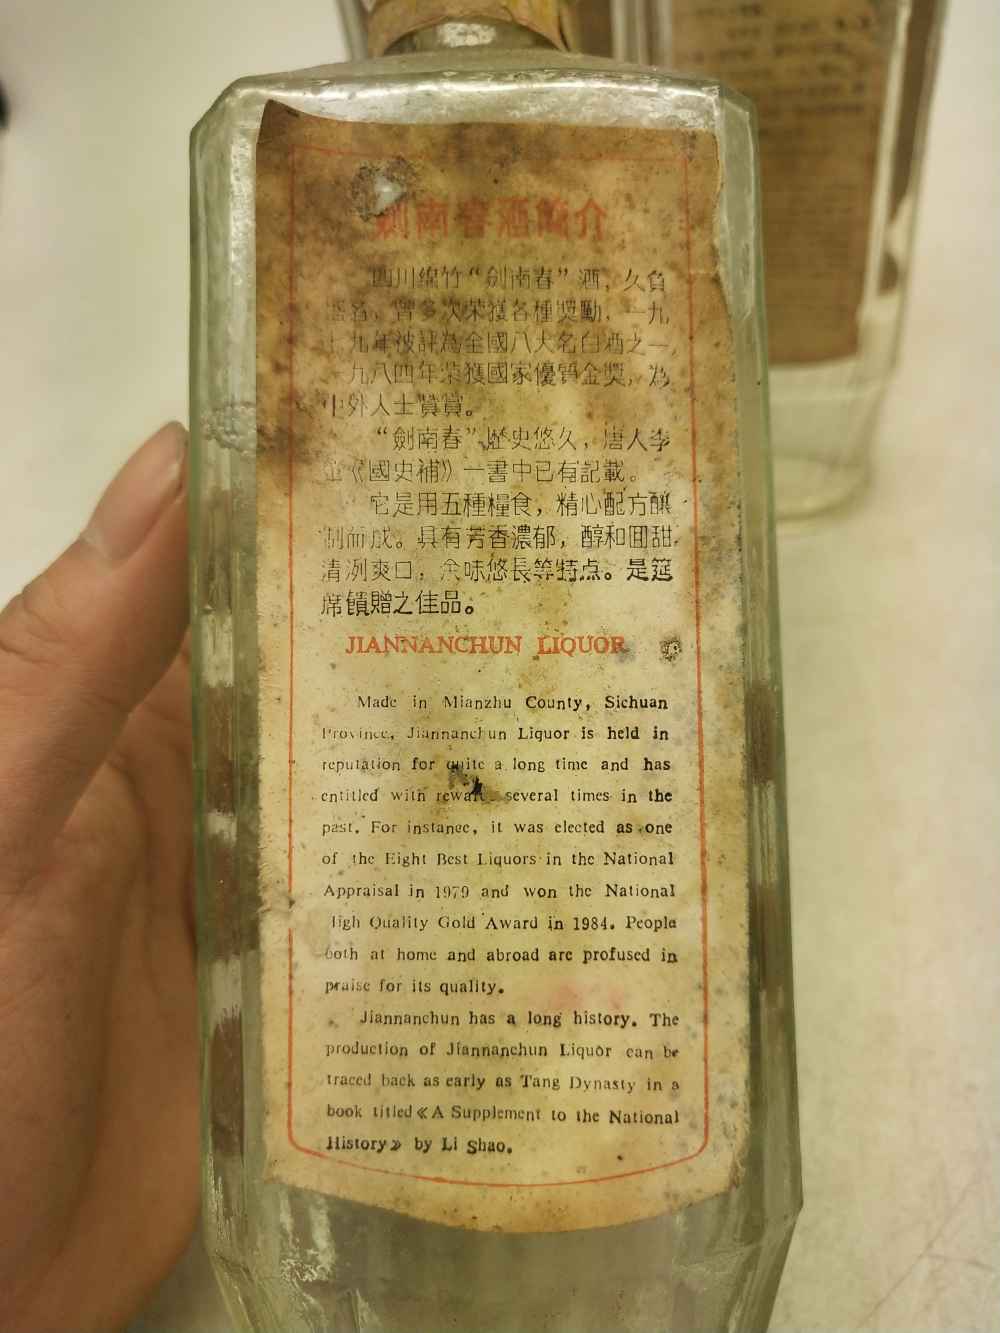 劍南春酒簡介
四川綿竹“劍南春”酒，久負
盛名，曾多次荣獲各種獎勵，一九
七九年被評為全國八大名白酒之一，
一九八四年荣獲國家優質金獎，為
中外人士賛賞。
“劍南春”歷史悠久，唐人李
《國史補》一書中已有記載。
它是用五種糧食，精心配方釀
制而成。具有芳香濃郁，醇和囬甜，
清洌爽口，余味悠長等特点。是筵
席饋贈之佳品。
JIANNANCHUN LIQUOR
Made in Mianzhu County, Sichuan
Province, Jiannanchun Liquor is held in
reputation for quite a long time and has
entitled with several times in the
past. For instance, it was elected as one
of the Eight Best Liquors in the National
Appraisal in 1979 and won the National
High Quality Gold Award in 1984. People
both at home and abroad are profused in
praise for its quality.
Jiannanchun has a long history. The
production of Jiannanchun Liquor can be
traced back as early as Tang Dynasty in a
book titled《A Supplement to the National
History》 by Li Shao.